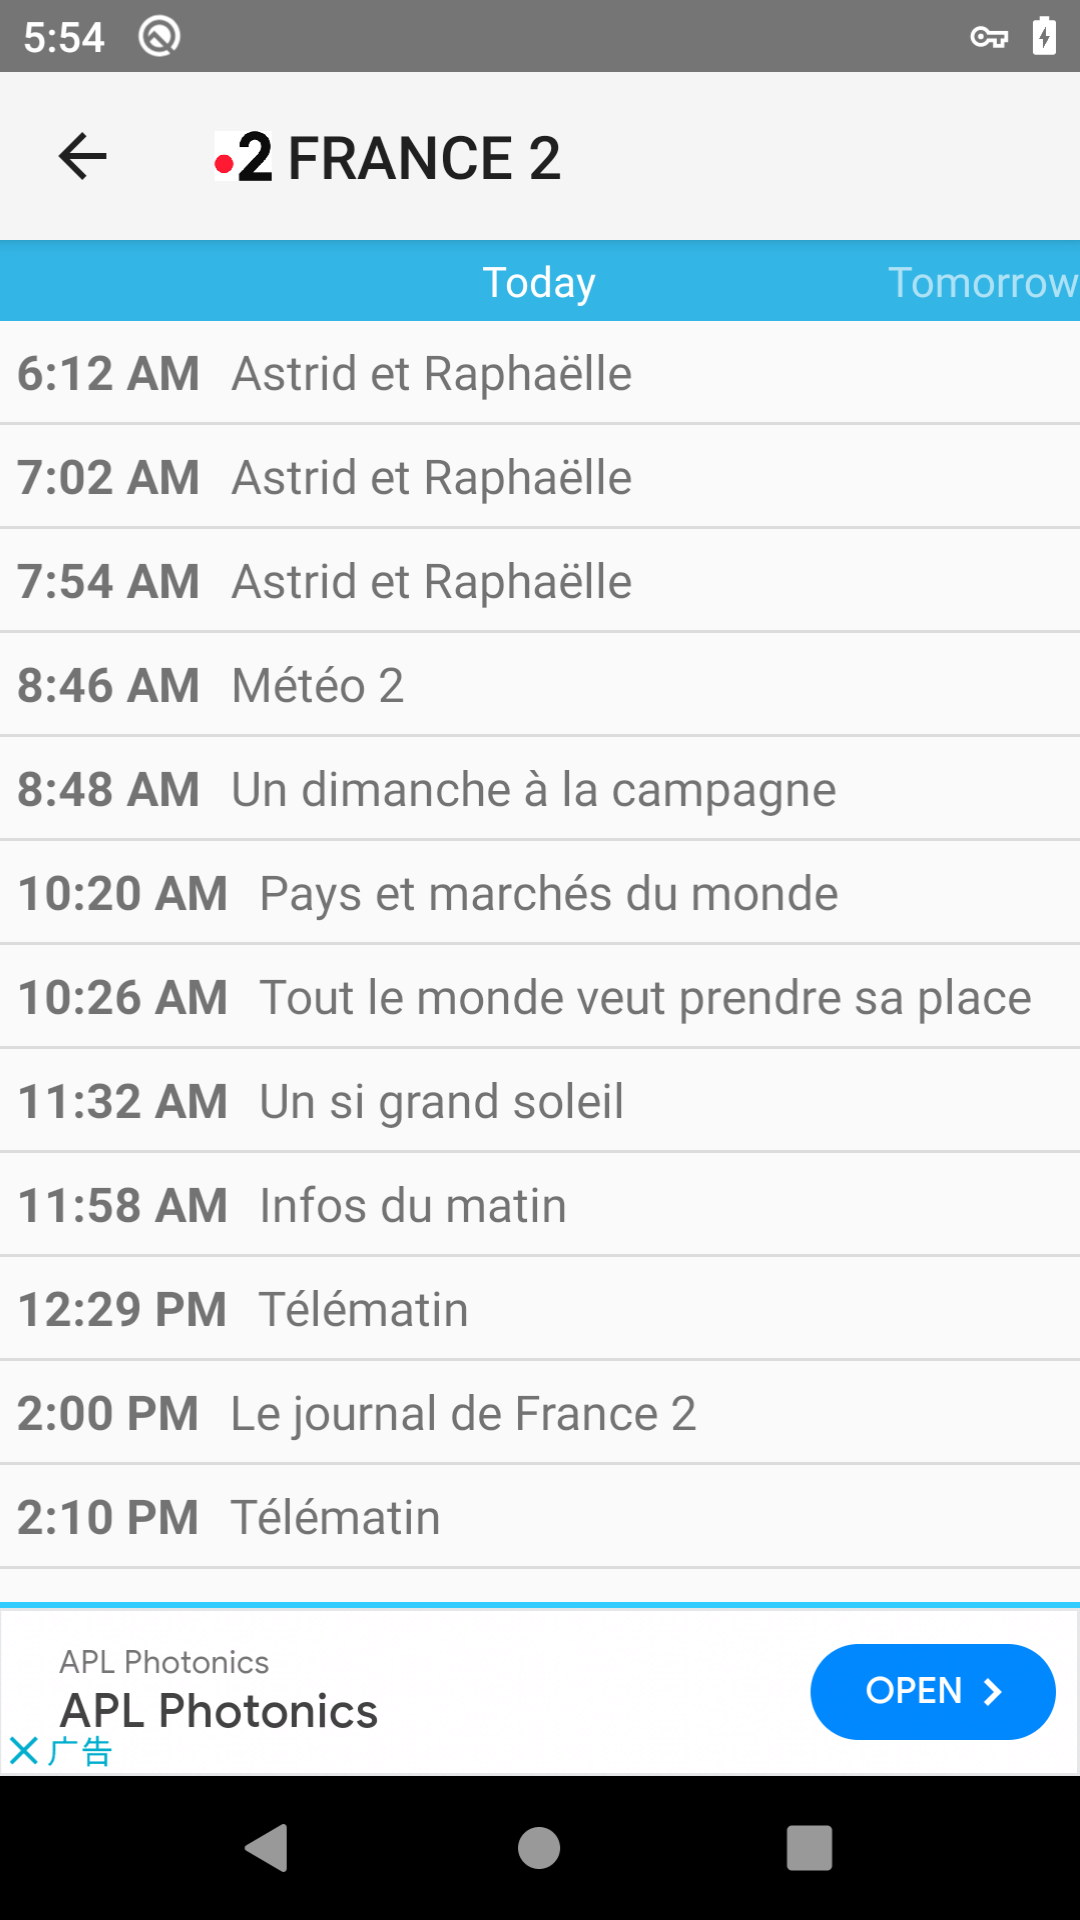 5:54
2 FRANCE 2
Today Tomorrow
6:12 AM Astrid et Raphaëlle
7:02 AM Astrid et Raphaëlle
7:54 AM Astrid et Raphaëlle
8:46 AM Météo 2
8:48 AM Un dimanche à la campagne
10:20 AM Pays et marchés du monde
10:26 AM Tout le monde veut prendre sa place
11:32 AM Un si grand soleil
11:58 AM Infos du matin
12:29 PM Télématin
2:00 PM Le journal de France 2
2:10 PM Télématin
APL Photonics
APL Photonics
OPEN
广告